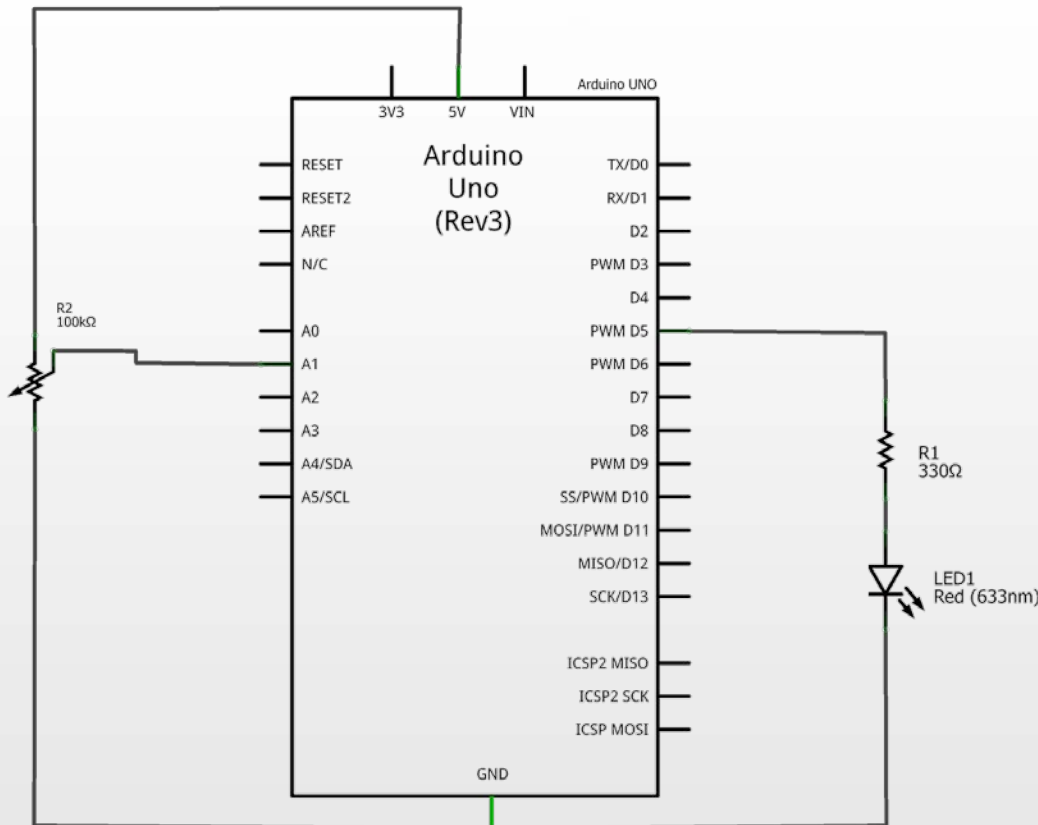 Arduino UNO
3V3
5V
VIN
Arduino
Uno
(Rev3)
RESET
RESET2
AREF
N/C
A0
A1
A2
A3
A4/SDA
A5/SCL
TX/D0
RX/D1
D2
PWM D3
D4
PWM D5
PWM D6
D7
D8
PWM D9
SS/PWM D10
MOSI/PWM D11
MISO/D12
SCK/D13
ICSP2 MISO
ICSP2 SCK
ICSP MOSI
GND
R2
100kΩ
R1
330Ω
LED1
Red (633nm)